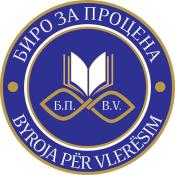 БИРО ЗА ПРОЦЕНА
Б.П. B.V.
BYROJA PËR VLERËSIM